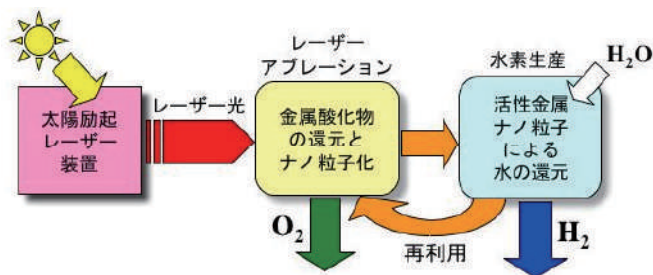 太陽励起
レーザー
装置
レーザー光
レーザー
アブレーション
金属酸化物
の還元と
ナノ粒子化
O₂
水素生産
H₂O
活性金属
ナノ粒子
による
水の還元
再利用
H₂